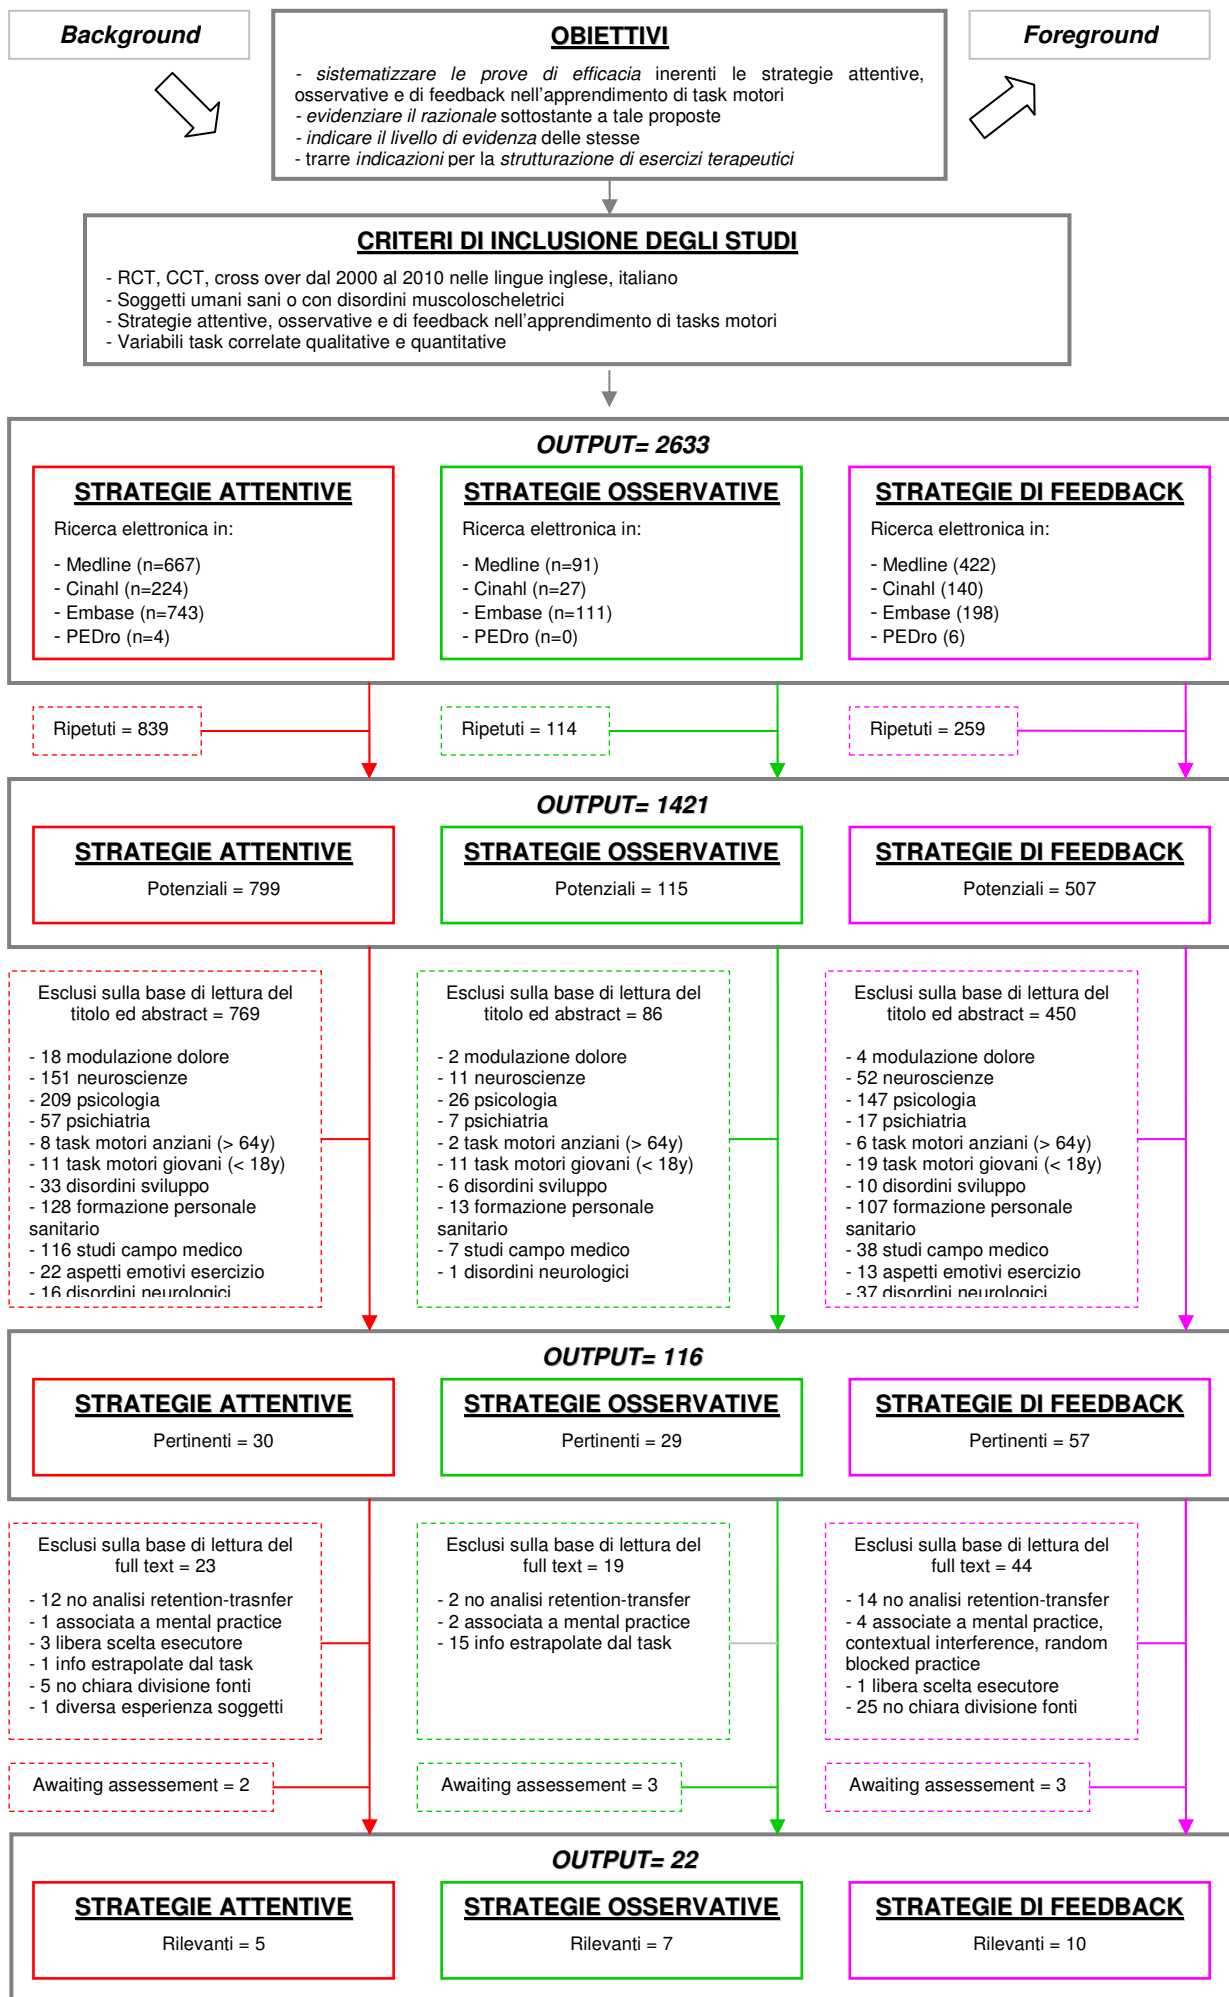 Background
OBIETTIVI
Foreground
- sistematizzare le prove di efficacia inerenti le strategie attentive,
osservative e di feedback nell'apprendimento di task motori
- evidenziare il razionale sottostante a tale proposte
- indicare il livello di evidenza delle stesse
- trarre indicazioni per la strutturazione di esercizi terapeutici
CRITERI DI INCLUSIONE DEGLI STUDI
- RCT, CCT, cross over dal 2000 al 2010 nelle lingue inglese, italiano
- Soggetti umani sani o con disordini muscoloscheletrici
- Strategie attentive, osservative e di feedback nell'apprendimento di tasks motori
- Variabili task correlate qualitative e quantitative
OUTPUT= 2633
STRATEGIE ATTENTIVE
Ricerca elettronica in:
- Medline (n=667)
- Cinahl (n=224)
- Embase (n=743)
- PEDro (n=4)
STRATEGIE OSSERVATIVE
Ricerca elettronica in:
- Medline (n=91)
- Cinahl (n=27)
- Embase (n=111)
- PEDro (n=0)
STRATEGIE DI FEEDBACK
Ricerca elettronica in:
- Medline (422)
- Cinahl (140)
- Embase (198)
- PEDro (6)
Ripetuti = 839
Ripetuti = 114
Ripetuti = 259
OUTPUT= 1421
STRATEGIE ATTENTIVE
Potenziali = 799
STRATEGIE OSSERVATIVE
Potenziali = 115
STRATEGIE DI FEEDBACK
Potenziali = 507
Esclusi sulla base di lettura del
titolo ed abstract = 769
- 18 modulazione dolore
- 151 neuroscienze
- 209 psicologia
- 57 psichiatria
- 8 task motori anziani (> 64y)
- 11 task motori giovani (< 18y)
- 33 disordini sviluppo
- 128 formazione personale
sanitario
- 116 studi campo medico
- 22 aspetti emotivi esercizio
- 16 disordini neurologici
Esclusi sulla base di lettura del
titolo ed abstract = 86
- 2 modulazione dolore
- 11 neuroscienze
- 26 psicologia
- 7 psichiatria
- 2 task motori anziani (> 64y)
- 11 task motori giovani (< 18y)
- 6 disordini sviluppo
- 13 formazione personale
sanitario
- 7 studi campo medico
- 1 disordini neurologici
Esclusi sulla base di lettura del
titolo ed abstract = 450
- 4 modulazione dolore
- 52 neuroscienze
- 147 psicologia
- 17 psichiatria
- 6 task motori anziani (> 64y)
- 19 task motori giovani (< 18y)
- 10 disordini sviluppo
- 107 formazione personale
sanitario
- 38 studi campo medico
- 13 aspetti emotivi esercizio
- 37 disordini neurologici
OUTPUT= 116
STRATEGIE ATTENTIVE
Pertinenti = 30
STRATEGIE OSSERVATIVE
Pertinenti = 29
STRATEGIE DI FEEDBACK
Pertinenti = 57
Esclusi sulla base di lettura del
full text = 23
- 12 no analisi retention-trasnfer
- 1 associata a mental practice
- 3 libera scelta esecutore
- 1 info estrapolate dal task
- 5 no chiara divisione fonti
- 1 diversa esperienza soggetti
Esclusi sulla base di lettura del
full text = 19
- 2 no analisi retention-transfer
- 2 associata a mental practice
- 15 info estrapolate dal task
Esclusi sulla base di lettura del
full text = 44
- 14 no analisi retention-transfer
- 4 associate a mental practice,
contextual interference, random
blocked practice
- 1 libera scelta esecutore
- 25 no chiara divisione fonti
Awaiting assessement = 2
Awaiting assessement = 3
Awaiting assessement = 3
OUTPUT= 22
STRATEGIE ATTENTIVE
Rilevanti = 5
STRATEGIE OSSERVATIVE
Rilevanti = 7
STRATEGIE DI FEEDBACK
Rilevanti = 10